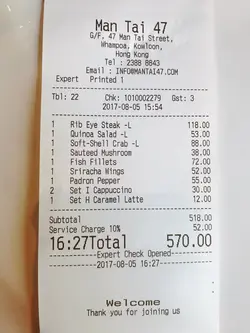 Man Tai 47
G/F, 47 Man Tai Street,
Whampoa, Kowloon,
Hong Kong
Tel : 2388 8843
Email : INFO@MANTAI47.COM
Expert Printed 1
Tbl: 22 Chk: 1010002279 Gst: 3
2017-08-05 15:54
1 Rib Eye Steak -L 118.00
1 Quinoa Salad -L 53.00
1 Soft-Shell Crab -L 88.00
1 Sauteed Mushroom 38.00
1 Fish Fillets 72.00
1 Sriracha Wings 52.00
1 Padron Pepper 55.00
2 Set I Cappuccino 30.00
1 Set H Caramel Latte 12.00
Subtotal 518.00
Service Charge 10% 52.00
16:27Total 570.00
---------Expert Check Opened---------
----------2017-08-05 16:27----------
Welcome
Thank you for joining us